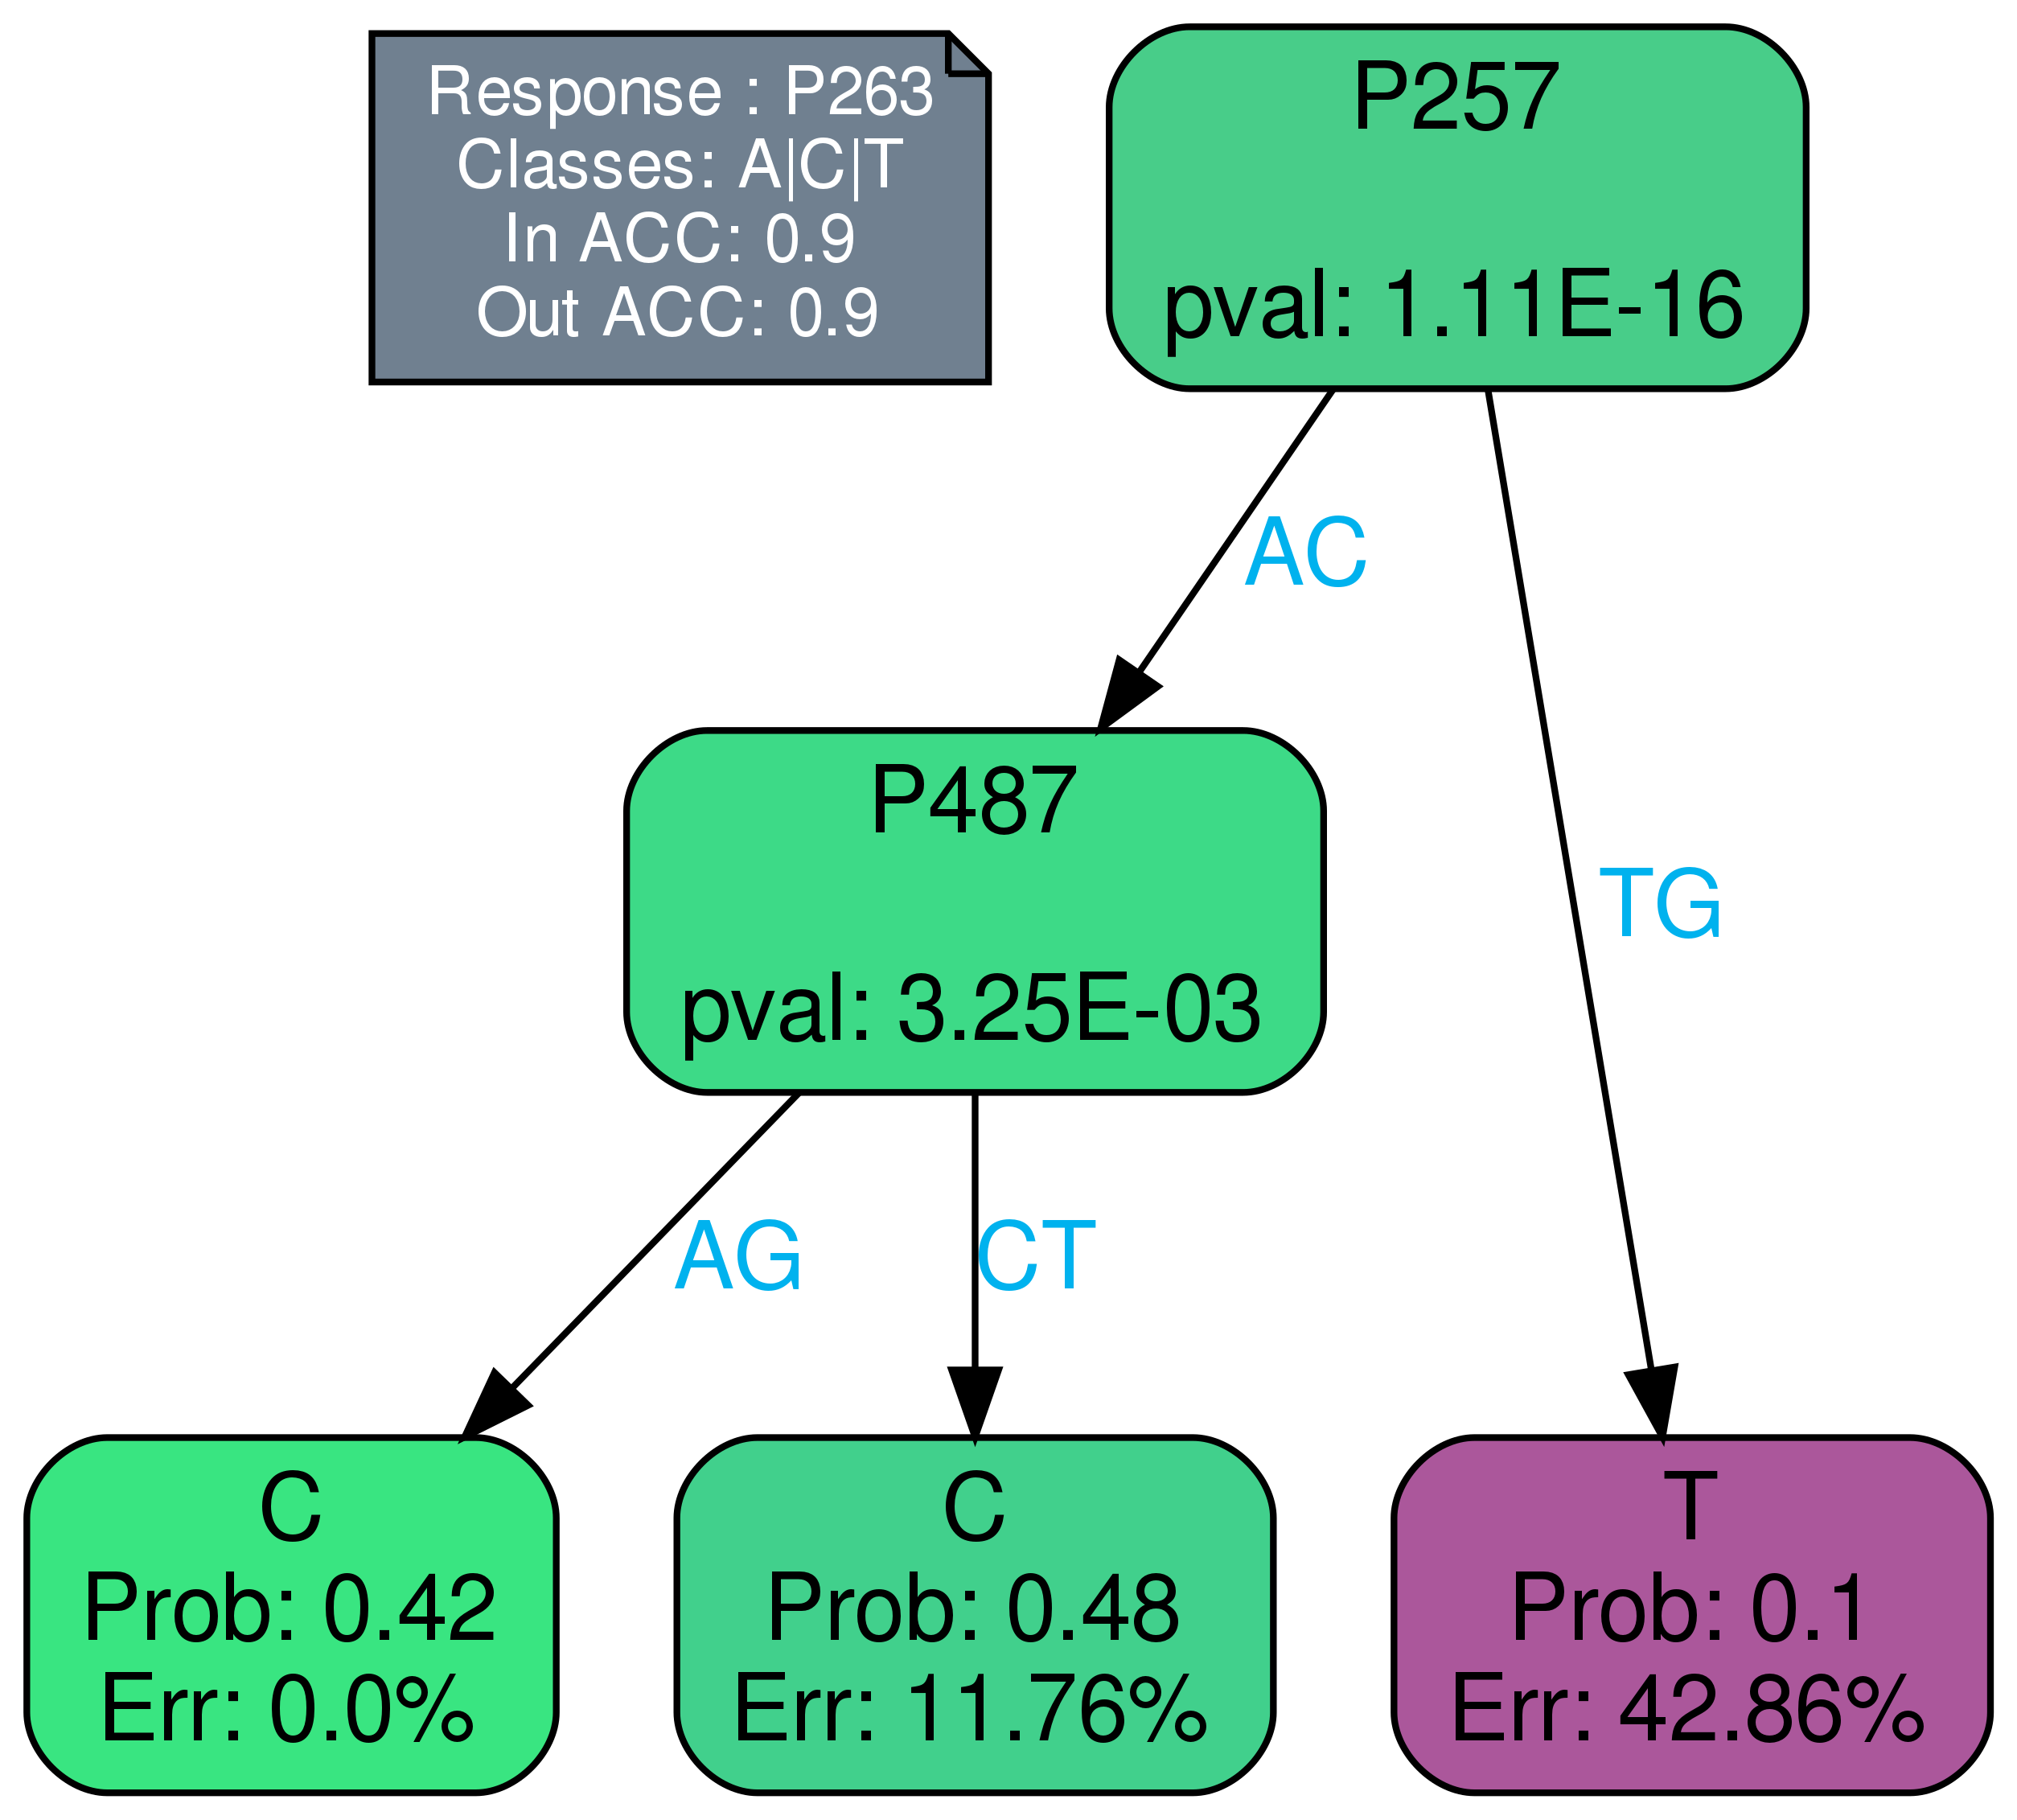 Response : P263
Classes: A|C|T
In ACC: 0.9
Out ACC: 0.9
P257
pval: 1.11E-16
AC
P487
pval: 3.25E-03
TG
AG
CT
C
Prob: 0.42
Err: 0.0%
C
Prob: 0.48
Err: 11.76%
T
Prob: 0.1
Err: 42.86%